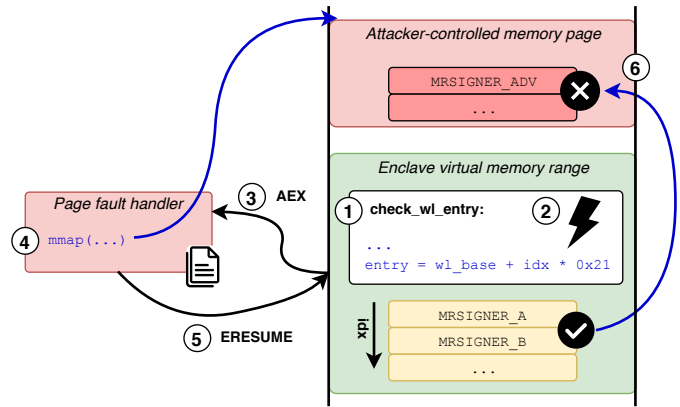 Attacker-controlled memory page
MRSIGNER_ADV
...
6
Enclave virtual memory range
1
check_wl_entry:
2
...
entry = wl_base + idx * 0x21
Page fault handler
3
AEX
4
mmap(...)
5
ERESUME
idx
MRSIGNER_A
MRSIGNER_B
...